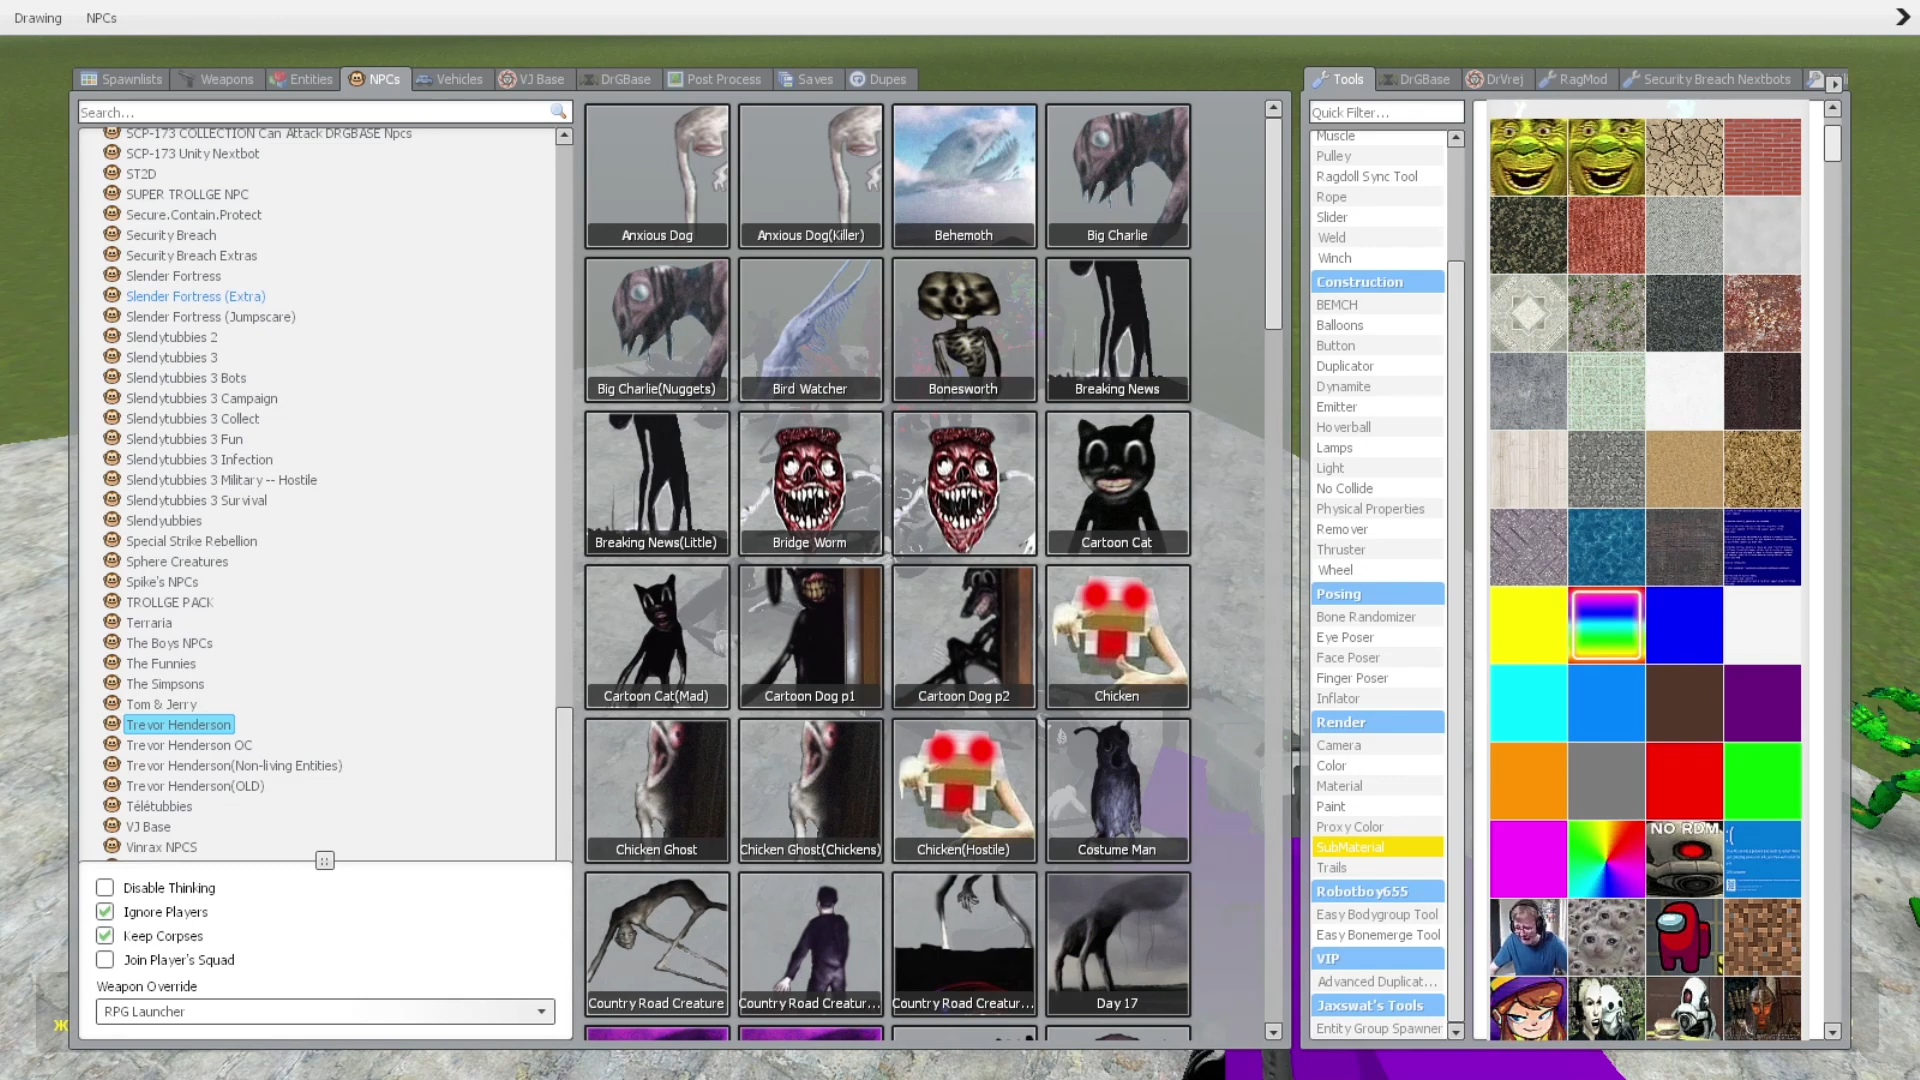 Drawing NPCs
Spawnlists Weapons Entities NPCs Vehicles VJ Base DrGBase Post Process Saves Dupes
Search...
SCP-173 COLLECTION Can Attack DRGBASE Npcs
SCP-173 Unity Nextbot
ST2D
SUPER TROLLGE NPC
Secure.Contain.Protect
Security Breach
Security Breach Extras
Slender Fortress
Slender Fortress (Extra)
Slender Fortress (Jumpscare)
Slendytubbies 2
Slendytubbies 3
Slendytubbies 3 Bots
Slendytubbies 3 Campaign
Slendytubbies 3 Collect
Slendytubbies 3 Fun
Slendytubbies 3 Infection
Slendytubbies 3 Military -- Hostile
Slendytubbies 3 Survival
Slendyubbies
Special Strike Rebellion
Sphere Creatures
Spike's NPCs
TROLLGE PACK
Terraria
The Boys NPCs
The Funnies
The Simpsons
Tom & Jerry
Trevor Henderson
Trevor Henderson OC
Trevor Henderson(Non-living Entities)
Trevor Henderson(OLD)
Télétubbies
VJ Base
Vinrax NPCS
Disable Thinking
Ignore Players
Keep Corpses
Join Player's Squad
Weapon Override
RPG Launcher
Ж
Anxious Dog
Anxious Dog(Killer)
Behemoth
Big Charlie
Big Charlie(Nuggets)
Bird Watcher
Bonesworth
Breaking News
Breaking News(Little)
Bridge Worm
Cartoon Cat
Cartoon Cat(Mad)
Cartoon Dog p1
Cartoon Dog p2
Chicken
Chicken Ghost
Chicken Ghost(Chickens)
Chicken(Hostile)
Costume Man
Country Road Creature
Country Road Creatur...
Country Road Creatur...
Day 17
Tools DrGBase DrVrej RagMod Security Breach Nextbots
Quick Filter...
Muscle
Pulley
Ragdoll Sync Tool
Rope
Slider
Weld
Winch
Construction
BEMCH
Balloons
Button
Duplicator
Dynamite
Emitter
Hoverball
Lamps
Light
No Collide
Physical Properties
Remover
Thruster
Wheel
Posing
Bone Randomizer
Eye Poser
Face Poser
Finger Poser
Inflator
Render
Camera
Color
Material
Paint
Proxy Color
SubMaterial
Trails
Robotboy655
Easy Bodygroup Tool
Easy Bonemerge Tool
VIP
Advanced Duplicat...
Jaxswat's Tools
Entity Group Spawner
NO RDM
:(